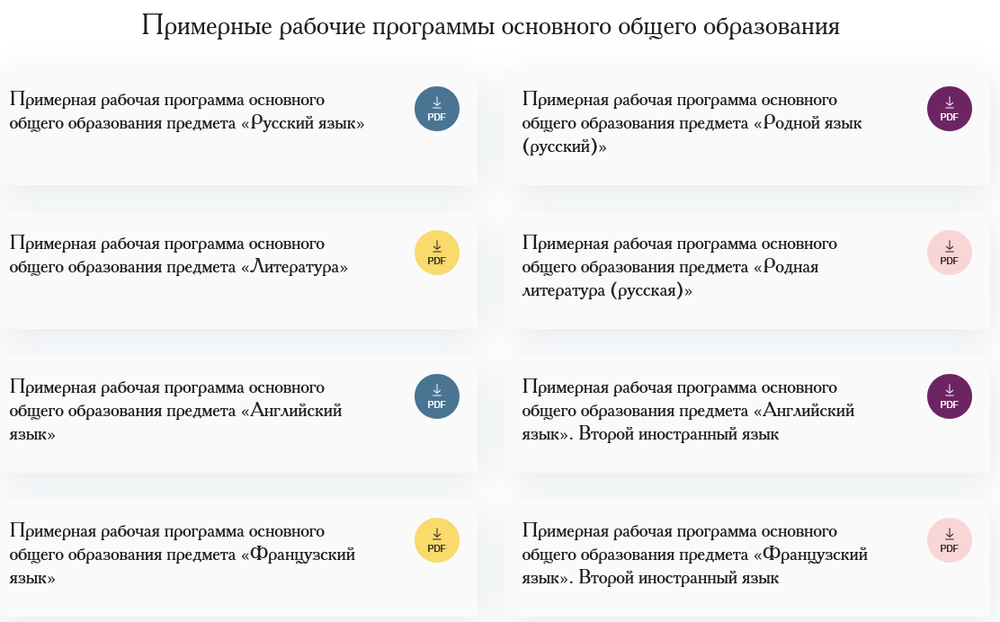 Примерные рабочие программы основного общего образования
Примерная рабочая программа основного
общего образования предмета «Русский язык»
PDF
Примерная рабочая программа основного
общего образования предмета «Родной язык
(русский)»
PDF
Примерная рабочая программа основного
общего образования предмета «Литература»
PDF
Примерная рабочая программа основного
общего образования предмета «Родная
литература (русская)»
PDF
Примерная рабочая программа основного
общего образования предмета «Английский
язык»
PDF
Примерная рабочая программа основного
общего образования предмета «Английский
язык». Второй иностранный язык
PDF
Примерная рабочая программа основного
общего образования предмета «Французский
язык»
PDF
Примерная рабочая программа основного
общего образования предмета «Французский
язык». Второй иностранный язык
PDF